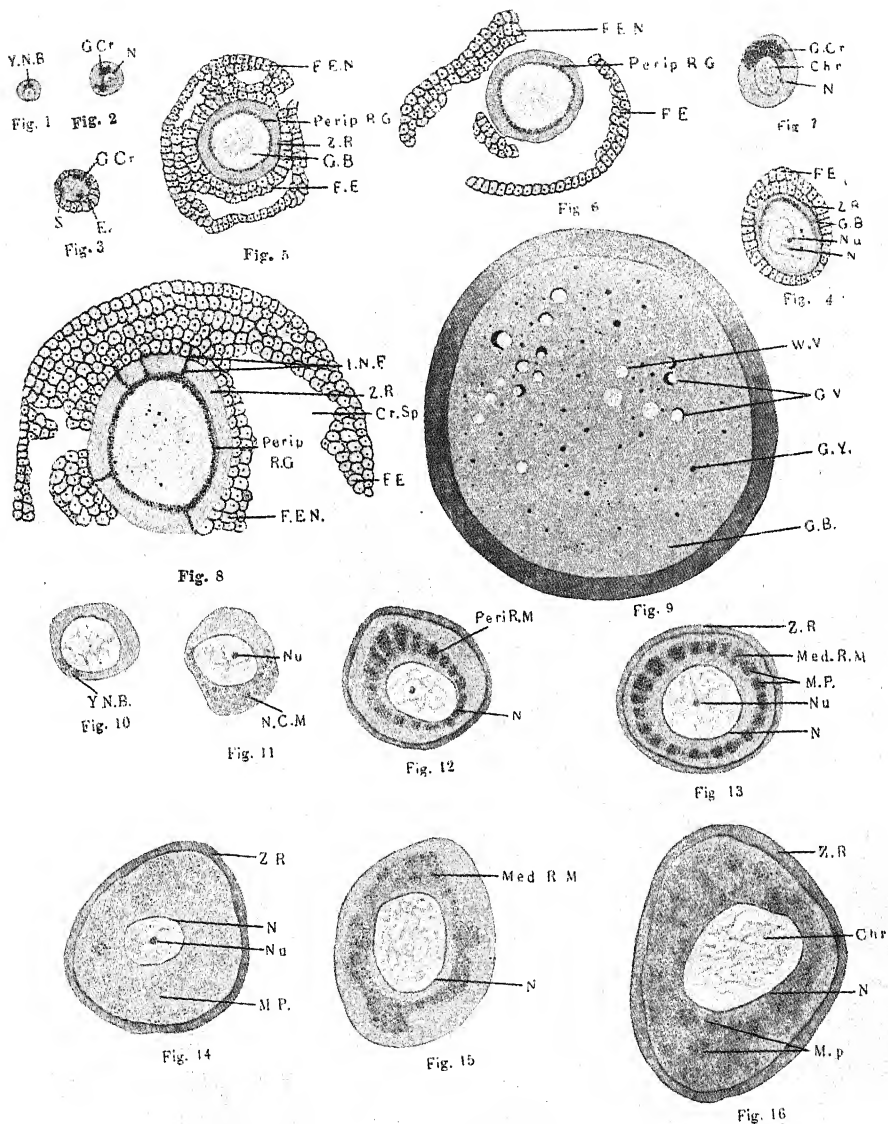 Y.N.B
Fig. 1
G.Cr
N
Fig. 2
G Cr
S
E.
Fig. 3
F.E.N
Perip R.G
Z.R
G.B
F.E
Fig. 5
F E N
Perip R G
F E
Fig 6
G.Cr
Chr
N
Fig 7
F E
Z.R
G.B
Nu
N
Fig. 4
I.N.F
Z.R
Cr.Sp
Perip
R.G
F E
F.E N.
Fig. 8
W.V
G V
G.Y.
G.B.
Fig. 9
Y.N.B.
Fig. 10
Nu
N.C.M
Fig. 11
Peri R.M
N
Fig. 12
Z.R
Med. R.M
M.P.
Nu
N
Fig 13
Z R
N
Nu
M P.
Fig. 14
Med R M
N
Fig. 15
Z.R
Chr
N
M.p
Fig. 16